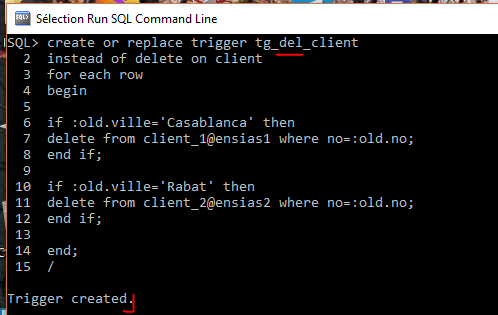 Sélection Run SQL Command Line
SQL> create or replace trigger tg_del_client
2 instead of delete on client
3 for each row
4 begin
5
6 if :old.ville='Casablanca' then
7 delete from client_1@ensias1 where no=:old.no;
8 end if;
9
10 if :old.ville='Rabat' then
11 delete from client_2@ensias2 where no=:old.no;
12 end if;
13
14 end;
15 /
Trigger created.